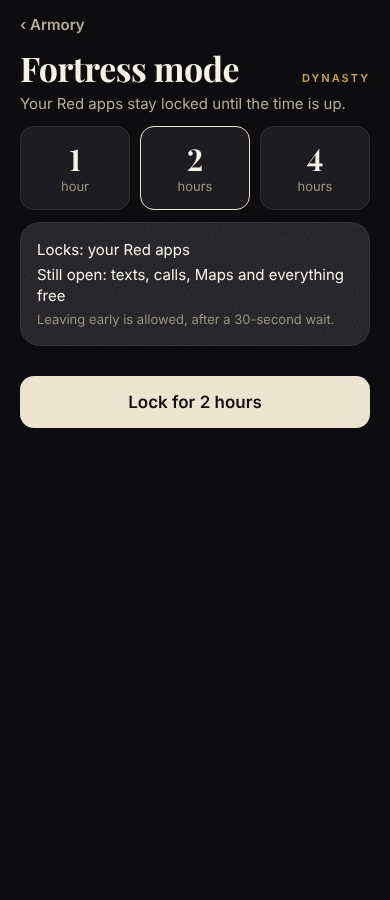 ‹ Armory
Fortress mode
DYNASTY
Your Red apps stay locked until the time is up.
1
hour
2
hours
4
hours
Locks: your Red apps
Still open: texts, calls, Maps and everything
free
Leaving early is allowed, after a 30-second wait.
Lock for 2 hours